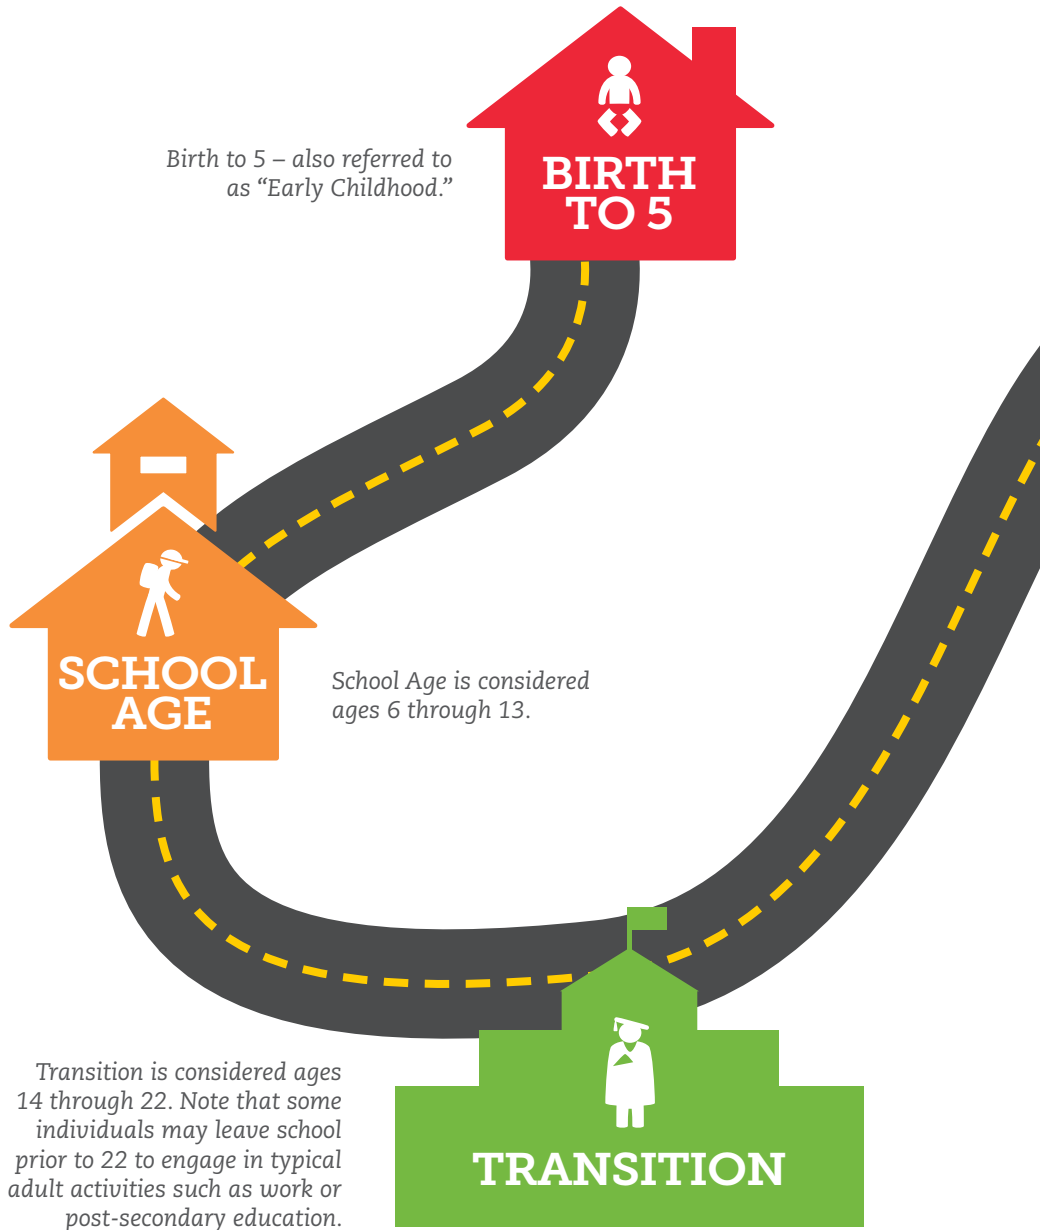 BIRTH
TO 5
Birth to 5 – also referred to
as “Early Childhood.”
SCHOOL
AGE
School Age is considered
ages 6 through 13.
Transition is considered ages
14 through 22. Note that some
individuals may leave school
prior to 22 to engage in typical
adult activities such as work or
post-secondary education.
TRANSITION